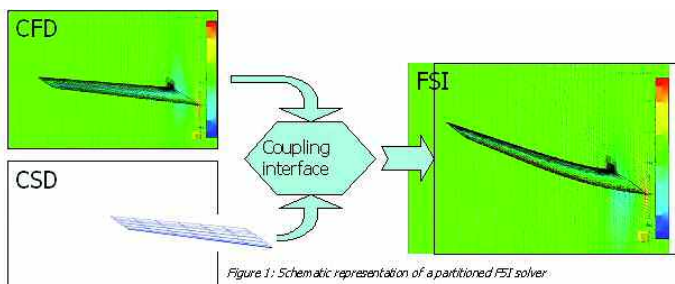 CFD
FSI
Coupling
interface
CSD
Figure 1: Schematic representation of a partitioned FSI solver